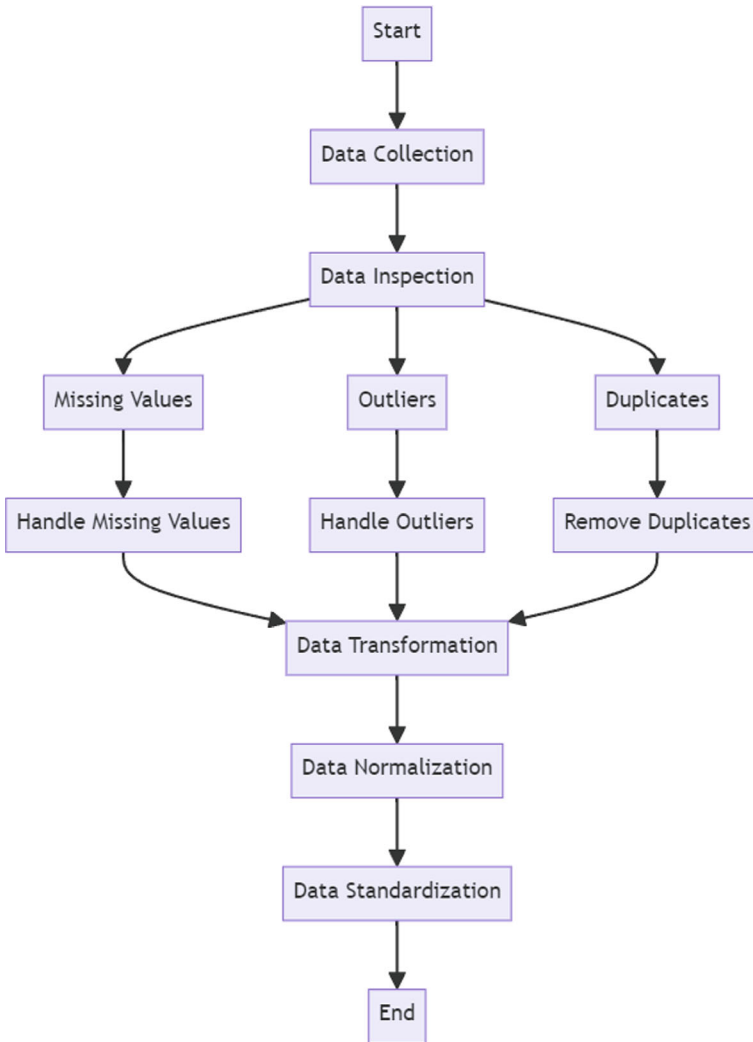 Start
Data Collection
Data Inspection
Missing Values
Outliers
Duplicates
Handle Missing Values
Handle Outliers
Remove Duplicates
Data Transformation
Data Normalization
Data Standardization
End